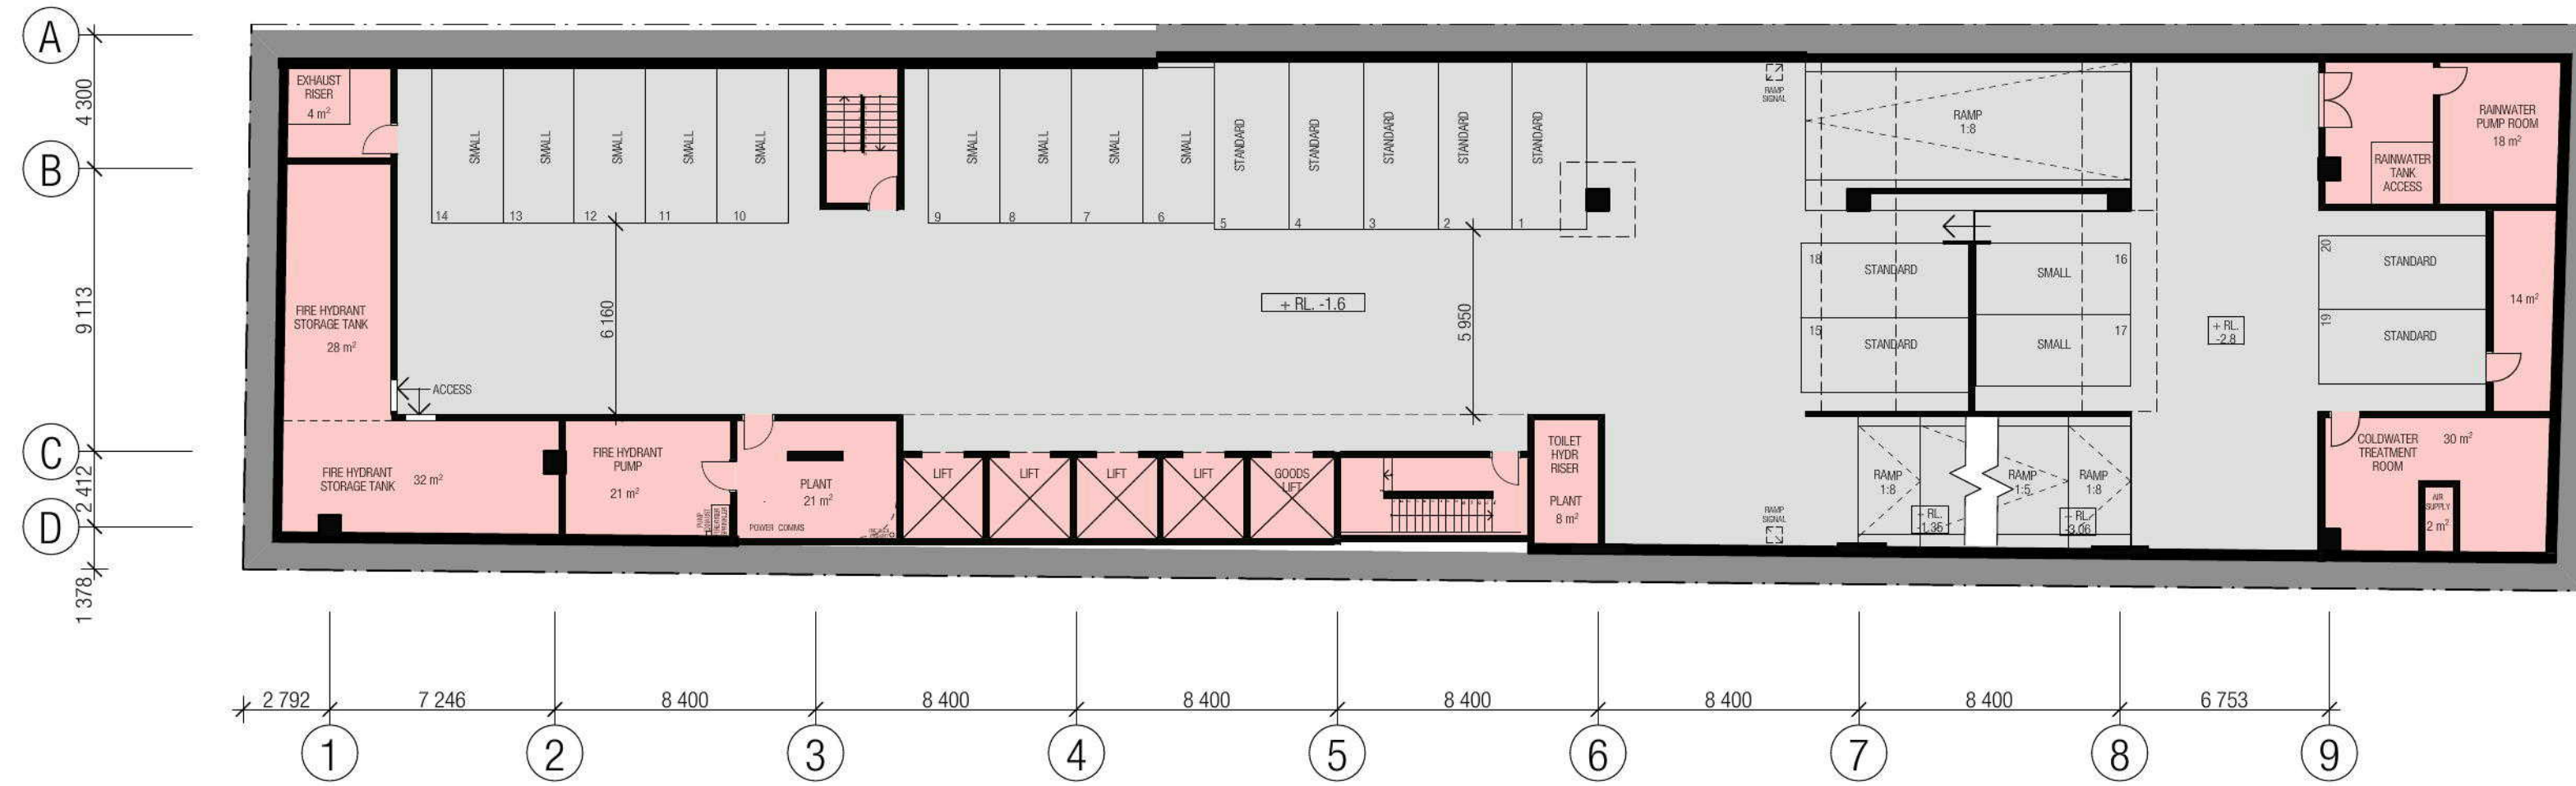 A
B
C
D
4 300
9 113
2 412
1 378
EXHAUST
RISER
4 m²
SMALL
SMALL
SMALL
SMALL
SMALL
14
13
12
11
10
SMALL
SMALL
SMALL
SMALL
STANDARD
STANDARD
STANDARD
STANDARD
STANDARD
9
8
7
6
5
4
3
2
1
RAMP
SIGNAL
RAMP
1:8
RAINWATER
PUMP ROOM
18 m²
RAINWATER
TANK
ACCESS
FIRE HYDRANT
STORAGE TANK
28 m²
6 160
+ RL. -1.6
5 950
18
STANDARD
15
STANDARD
SMALL
16
SMALL
17
+ RL.
-2.8
20
STANDARD
19
STANDARD
14 m²
ACCESS
FIRE HYDRANT
STORAGE TANK
32 m²
FIRE HYDRANT
PUMP
21 m²
PLANT
21 m²
POWER COMMS
LIFT
LIFT
LIFT
LIFT
GOODS
LIFT
TOILET
HYDR
RISER
PLANT
8 m²
RAMP
SIGNAL
RAMP
1:8
RAMP
1:5
RAMP
1:8
RL.
-1.35
RL.
-3.06
COLDWATER
TREATMENT
ROOM
30 m²
AIR
SUPPLY
2 m²
2 792
7 246
8 400
8 400
8 400
8 400
8 400
8 400
6 753
1
2
3
4
5
6
7
8
9